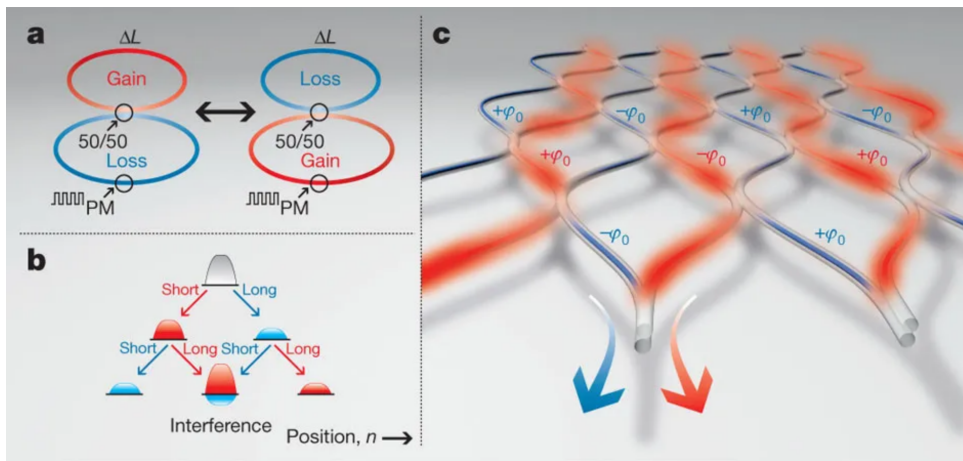 a
ΔL
ΔL
Gain
Loss
50/50
50/50
Loss
Gain
PM
PM
b
Short
Long
Short
Long
Short
Long
Interference
Position, n
c
+φ₀
−φ₀
+φ₀
−φ₀
+φ₀
−φ₀
+φ₀
−φ₀
+φ₀